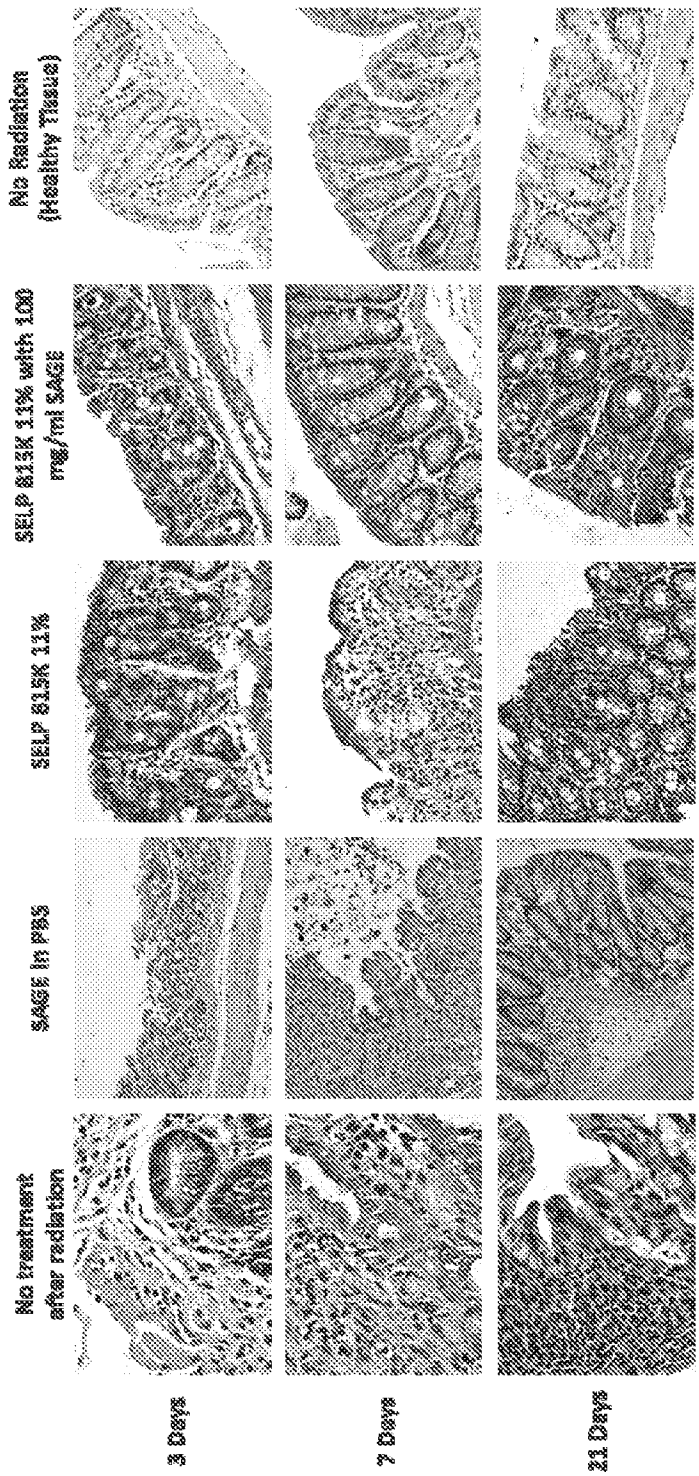 No treatment
after radiation
SAGE in PBS
SELP 815K 11%
SELP 815K 11% with 100
mg/ml SAGE
No Radiation
(Healthy Tissue)
3 Days
7 Days
21 Days